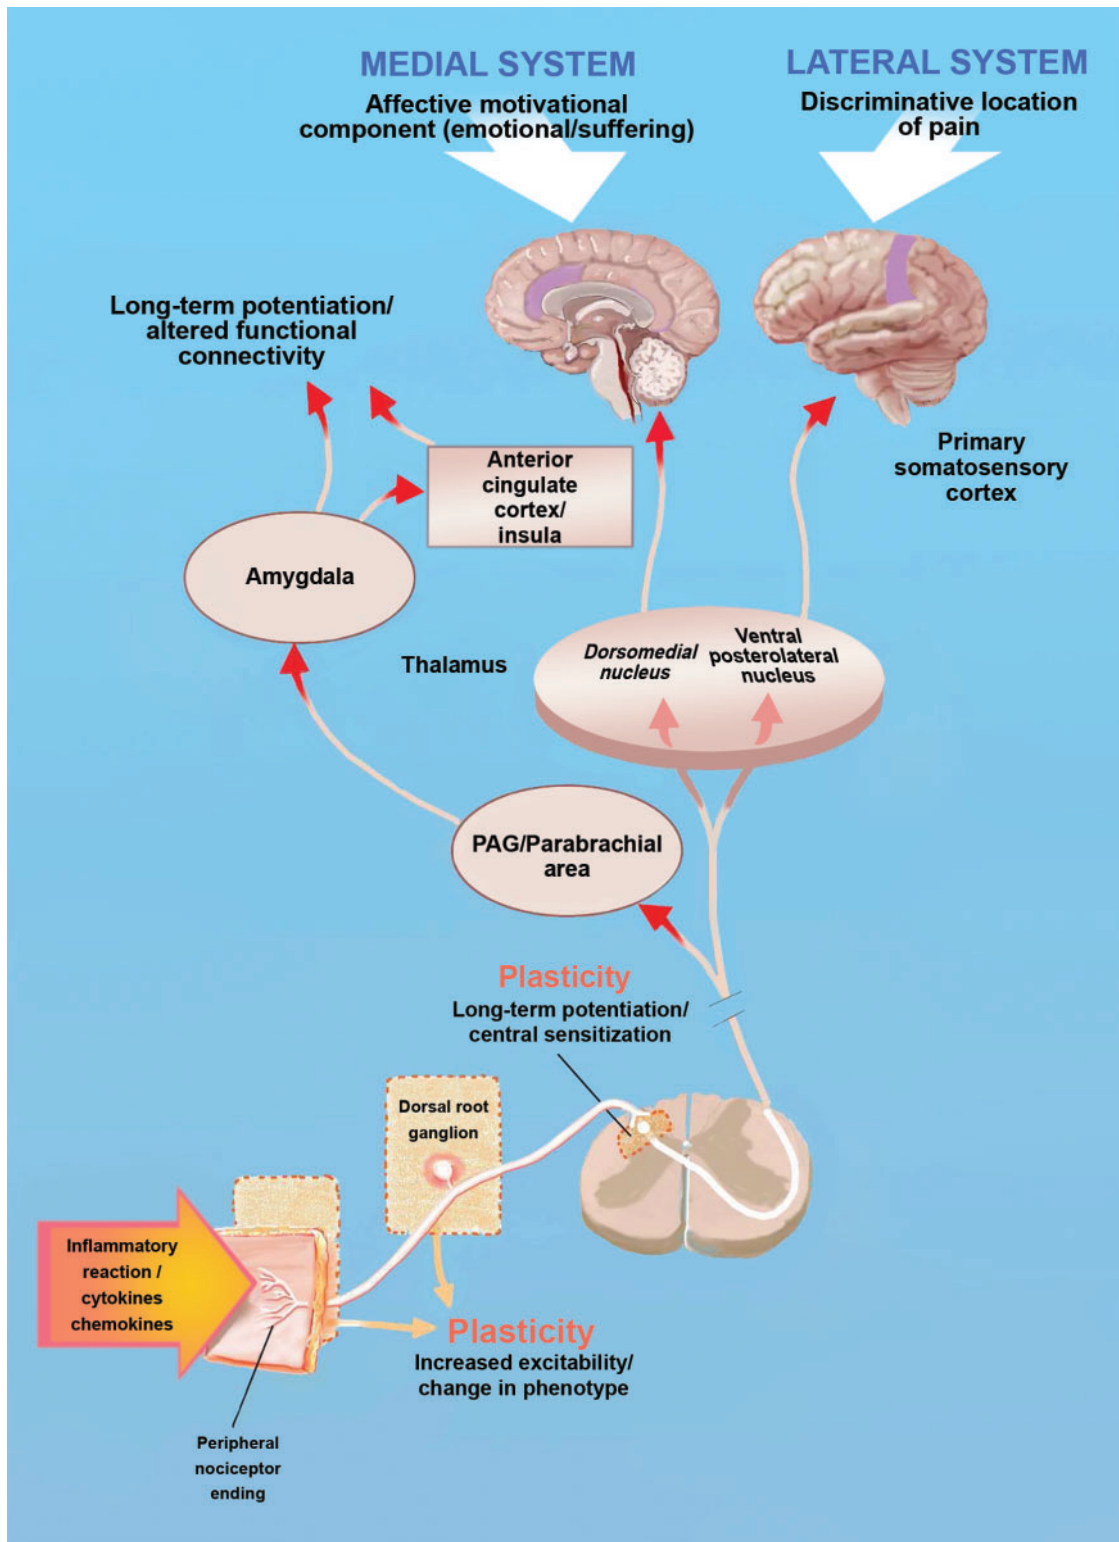 MEDIAL SYSTEM
Affective motivational
component (emotional/suffering)
LATERAL SYSTEM
Discriminative location
of pain
Long-term potentiation/
altered functional
connectivity
Anterior
cingulate
cortex/
insula
Primary
somatosensory
cortex
Amygdala
Thalamus
Dorsomedial
nucleus
Ventral
posterolateral
nucleus
PAG/Parabrachial
area
Plasticity
Long-term potentiation/
central sensitization
Dorsal root
ganglion
Inflammatory
reaction /
cytokines
chemokines
Plasticity
Increased excitability/
change in phenotype
Peripheral
nociceptor
ending